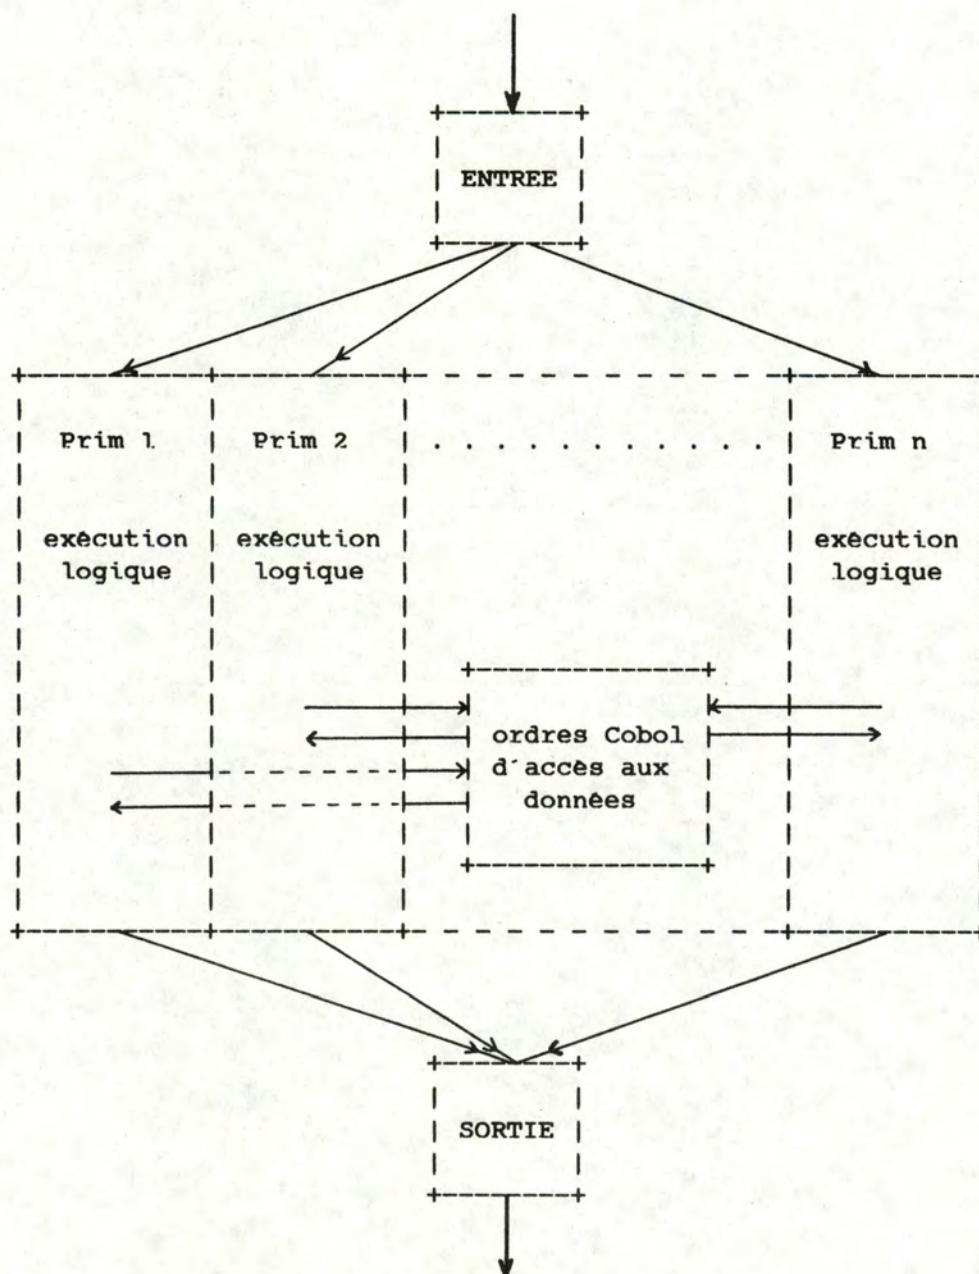 ENTREE
Prim 1 Prim 2 . . . . . . . . . . . Prim n
exécution exécution exécution
logique logique logique
ordres Cobol
d'accès aux
données
SORTIE